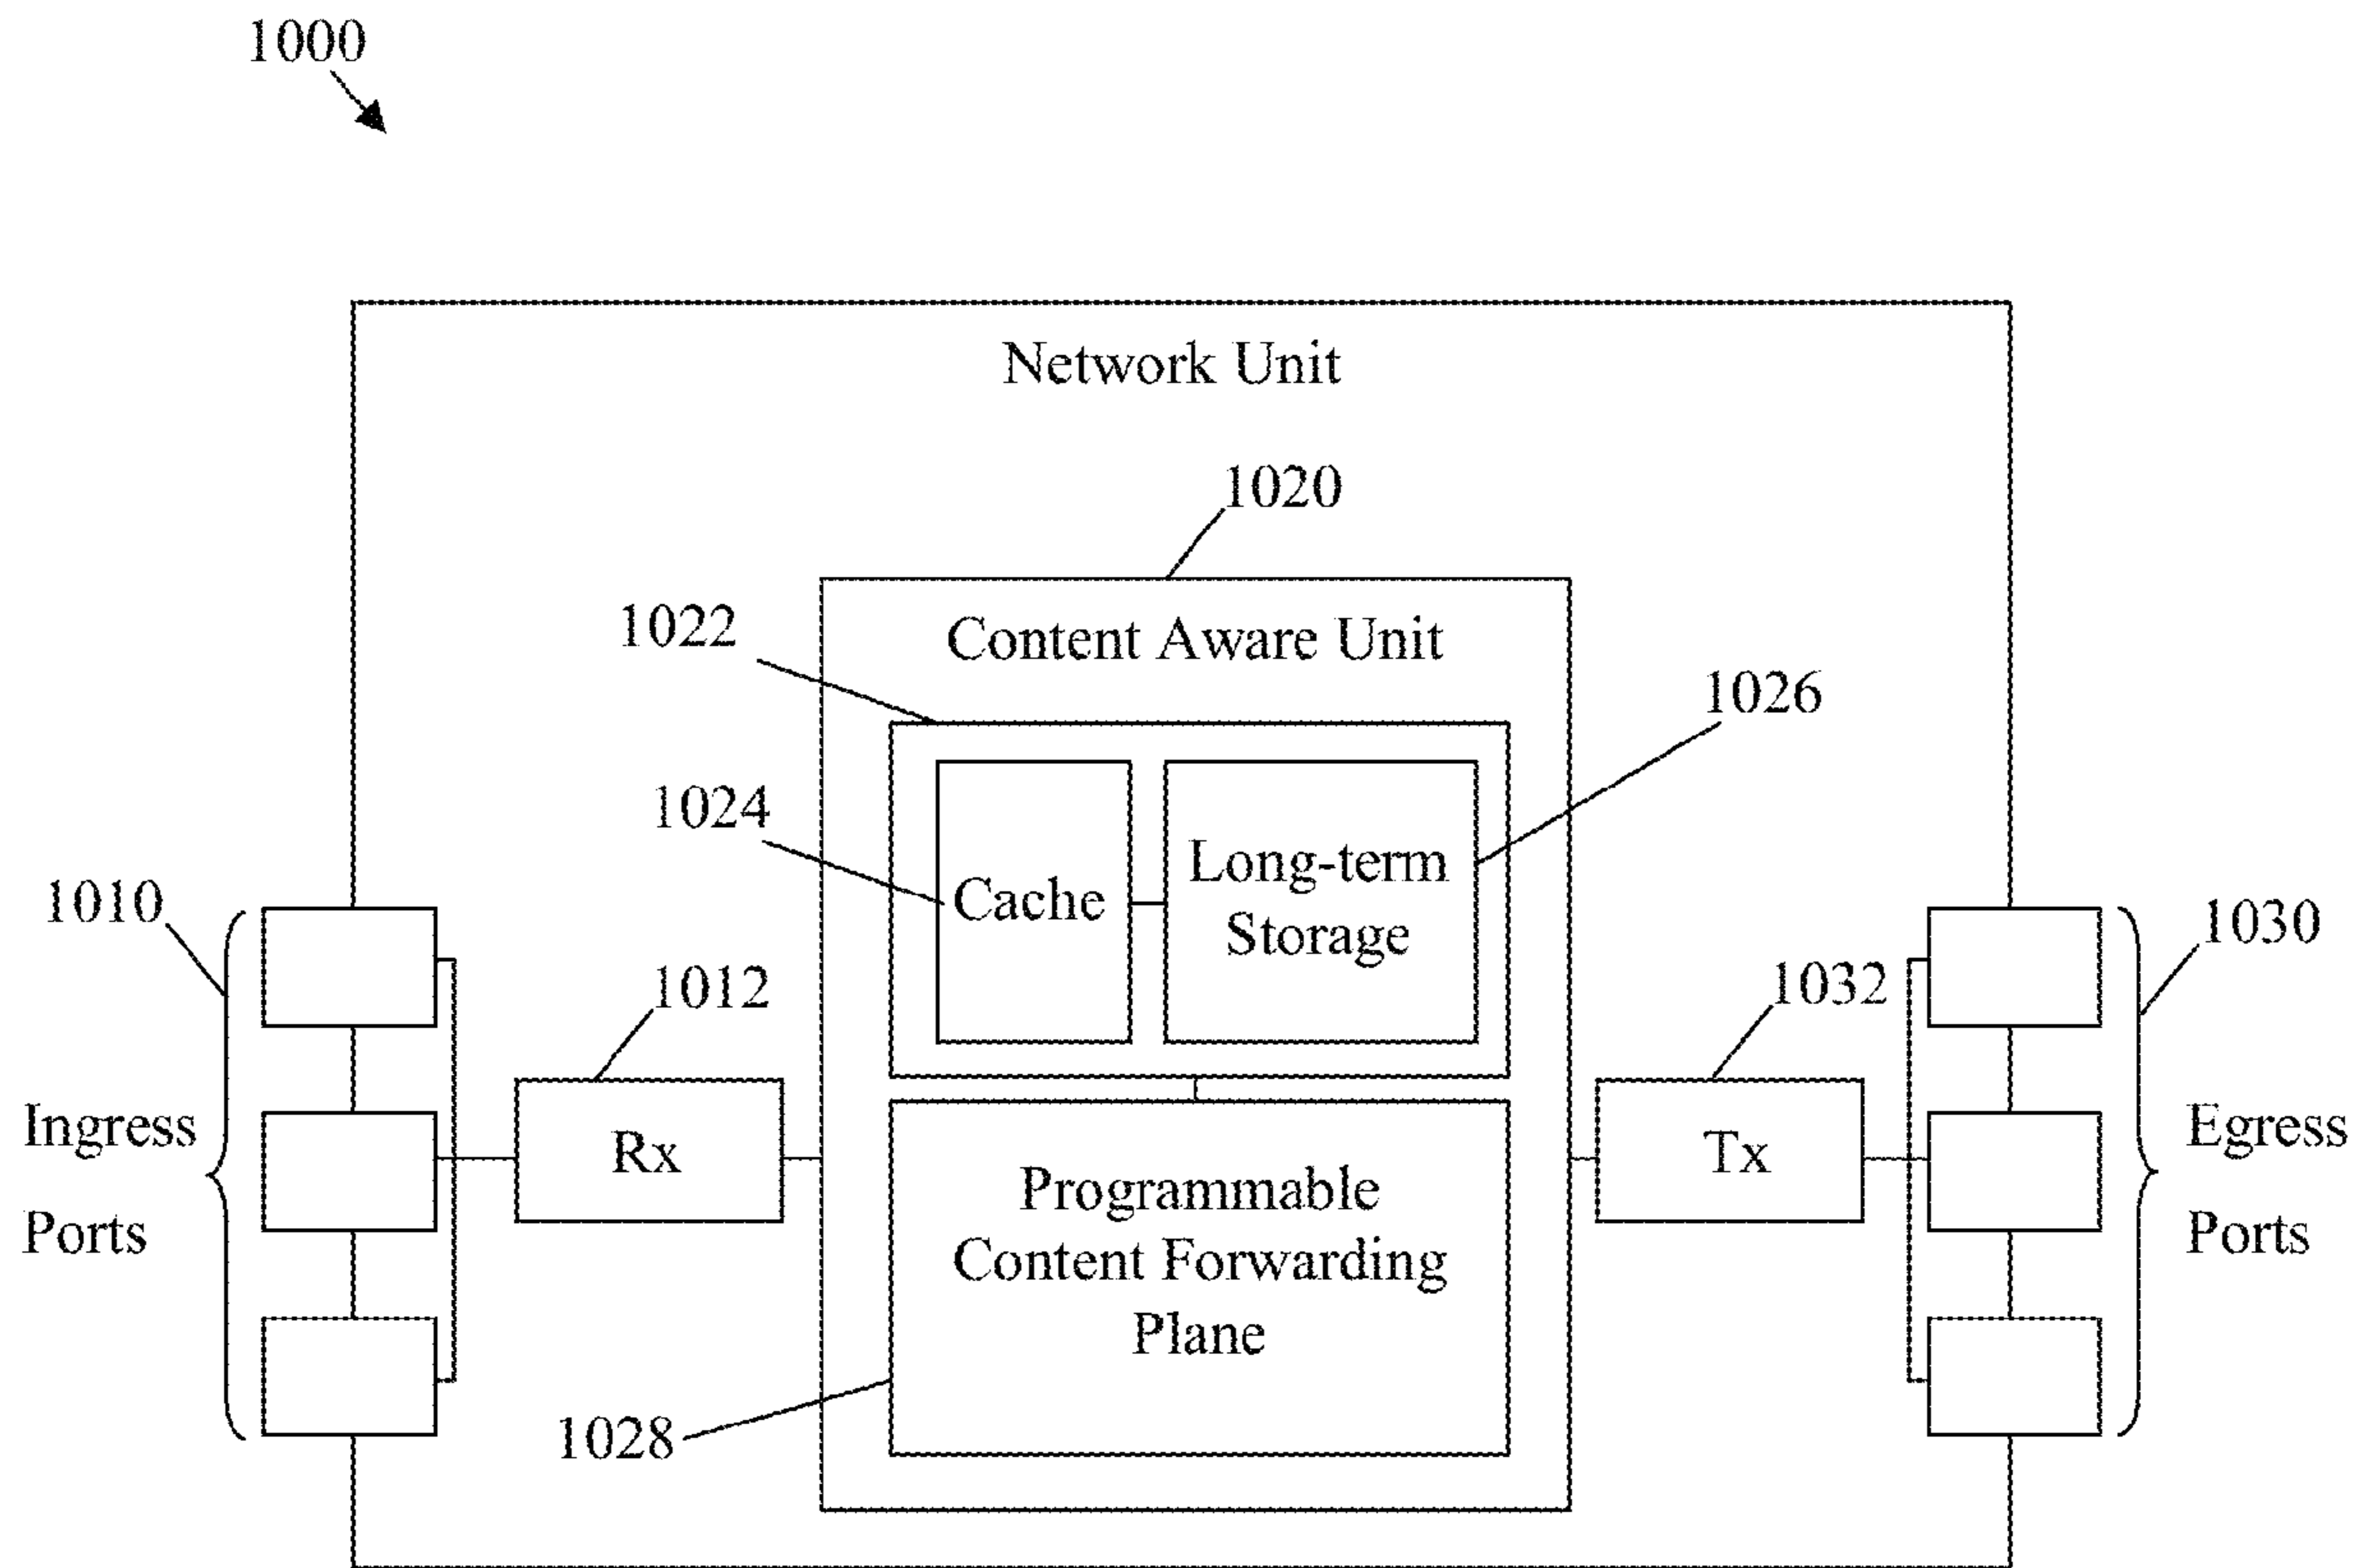 1000
Network Unit
1020
1022
Content Aware Unit
1026
1024
Cache
Long-term
Storage
1010
1030
1012
1032
Ingress
Ports
Rx
Tx
Egress
Ports
Programmable
Content Forwarding
Plane
1028